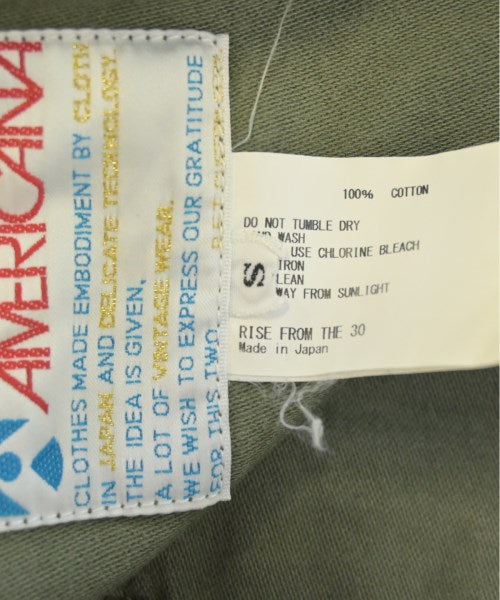 AMERICANA
CLOTHES MADE EMBODIMENT BY CLOTH
IN JAPAN AND DELICATE TECHNOLOGY.
THE IDEA IS GIVEN,
A LOT OF VINTAGE WEAR.
WE WISH TO EXPRESS OUR GRATITUDE
FOR THIS TWO.
100% COTTON
DO NOT TUMBLE DRY
WASH
USE CHLORINE BLEACH
IRON
FROM SUNLIGHT
S
RISE FROM THE 30
Made in Japan